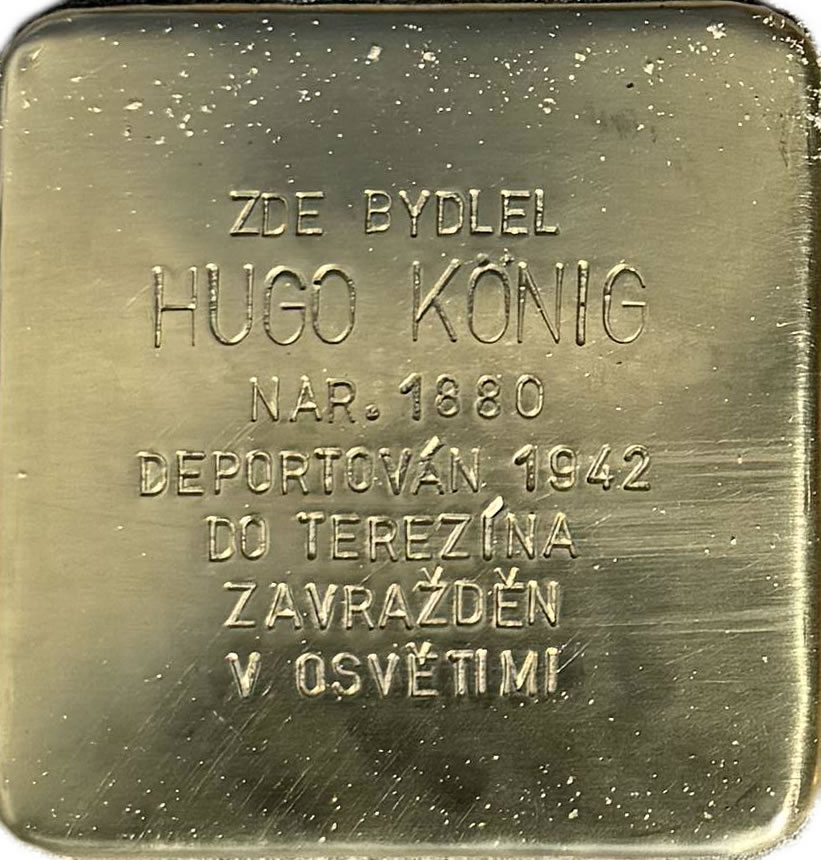 ZDE BYDLEL
HUGO KÖNIG
NAR. 1880
DEPORTOVÁN 1942
DO TEREZÍNA
ZAVRAŽDĚN
V OSVĚTIMI